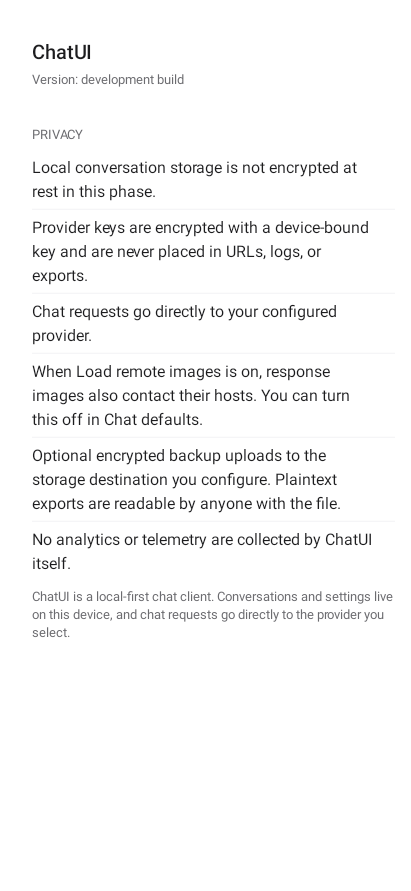 ChatUI
Version: development build
PRIVACY
Local conversation storage is not encrypted at
rest in this phase.
Provider keys are encrypted with a device-bound
key and are never placed in URLs, logs, or
exports.
Chat requests go directly to your configured
provider.
When Load remote images is on, response
images also contact their hosts. You can turn
this off in Chat defaults.
Optional encrypted backup uploads to the
storage destination you configure. Plaintext
exports are readable by anyone with the file.
No analytics or telemetry are collected by ChatUI
itself.
ChatUI is a local-first chat client. Conversations and settings live
on this device, and chat requests go directly to the provider you
select.